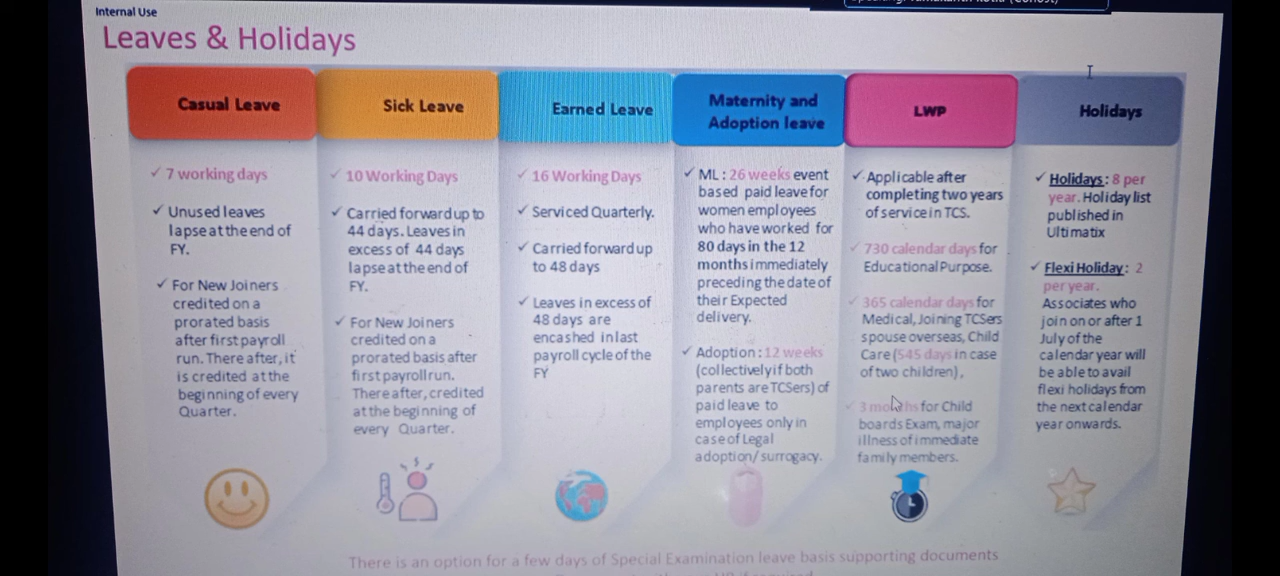 Internal Use
Leaves & Holidays
Casual Leave
7 working days
Unused leaves
lapse at the end of
FY.
For New Joiners
credited on a
prorated basis
after first payroll
run. There after, it
is credited at the
beginning of every
Quarter.
Sick Leave
10 Working Days
Carried forward up to
44 days. Leaves in
excess of 44 days
lapse at the end of
FY.
For New Joiners
credited on a
prorated basis after
first payroll run.
There after, credited
at the beginning of
every Quarter.
Earned Leave
16 Working Days
Serviced Quarterly.
Carried forward up
to 48 days
Leaves in excess of
48 days are
encashed in last
payroll cycle of the
FY
Maternity and
Adoption leave
ML : 26 weeks event
based paid leave for
women employees
who have worked for
80 days in the 12
months immediately
preceding the date of
their Expected
delivery.
Adoption : 12 weeks
(collectively if both
parents are TCSers) of
paid leave to
employees only in
case of Legal
adoption/ surrogacy.
LWP
Applicable after
completing two years
of service in TCS.
730 calendar days for
Educational Purpose.
365 calendar days for
Medical, Joining TCSers
spouse overseas, Child
Care (545 days in case
of two children),
3 months for Child
boards Exam, major
illness of immediate
family members.
Holidays
Holidays : 8 per
year. Holiday list
published in
Ultimatix
Flexi Holiday : 2
per year.
Associates who
join on or after 1
July of the
calendar year will
be able to avail
flexi holidays from
the next calendar
year onwards.
There is an option for a few days of Special Examination leave basis supporting documents